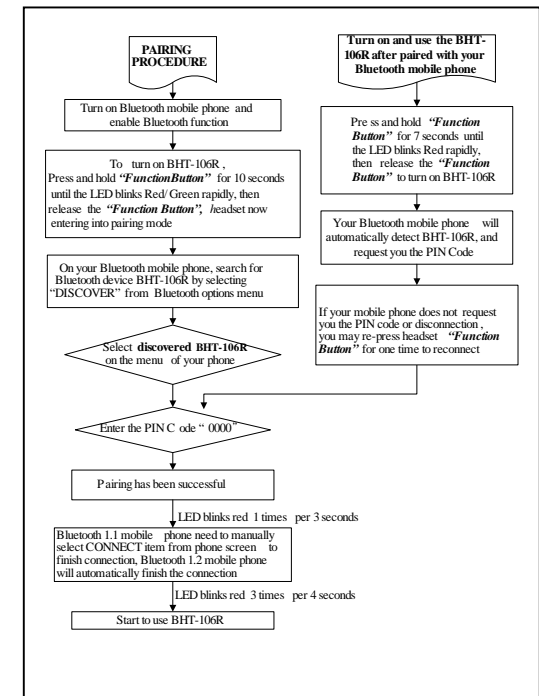 PAIRING
PROCEDURE
Turn on Bluetooth mobile phone and
enable Bluetooth function
To turn on BHT-106R ,
Press and hold “FunctionButton” for 10 seconds
until the LED blinks Red/ Green rapidly, then
release the “Function Button”, headset now
entering into pairing mode
On your Bluetooth mobile phone, search for
Bluetooth device BHT-106R by selecting
“DISCOVER” from Bluetooth options menu
Select discovered BHT-106R
on the menu of your phone
Turn on and use the BHT-
106R after paired with your
Bluetooth mobile phone
Pre ss and hold “Function
Button” for 7 seconds until
the LED blinks Red rapidly,
then release the “Function
Button” to turn on BHT-106R
Your Bluetooth mobile phone will
automatically detect BHT-106R, and
request you the PIN Code
If your mobile phone does not request
you the PIN code or disconnection ,
you may re-press headset “Function
Button” for one time to reconnect
Enter the PIN C ode “ 0000”
Pairing has been successful
LED blinks red 1 times per 3 seconds
Bluetooth 1.1 mobile phone need to manually
select CONNECT item from phone screen to
finish connection, Bluetooth 1.2 mobile phone
will automatically finish the connection
LED blinks red 3 times per 4 seconds
Start to use BHT-106R